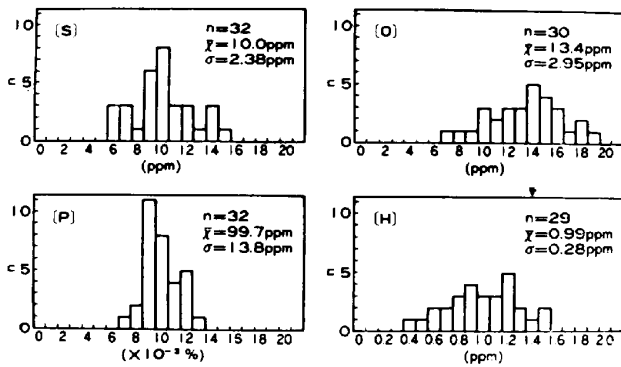 [S]
n=32
x̄=10.0ppm
σ=2.38ppm
10
5
0
n
0 2 4 6 8 10 12 14 16 18 20
(ppm)
[O]
n=30
x̄=13.4ppm
σ=2.95ppm
10
5
0
n
0 2 4 6 8 10 12 14 16 18 20
(ppm)
[P]
n=32
x̄=99.7ppm
σ=13.8ppm
10
5
0
n
0 2 4 6 8 10 12 14 16 18 20
(×10⁻³ %)
[H]
n=29
x̄=0.99ppm
σ=0.28ppm
10
5
0
n
0 0.2 0.4 0.6 0.8 1.0 1.2 1.4 1.6 1.8 2.0
(ppm)